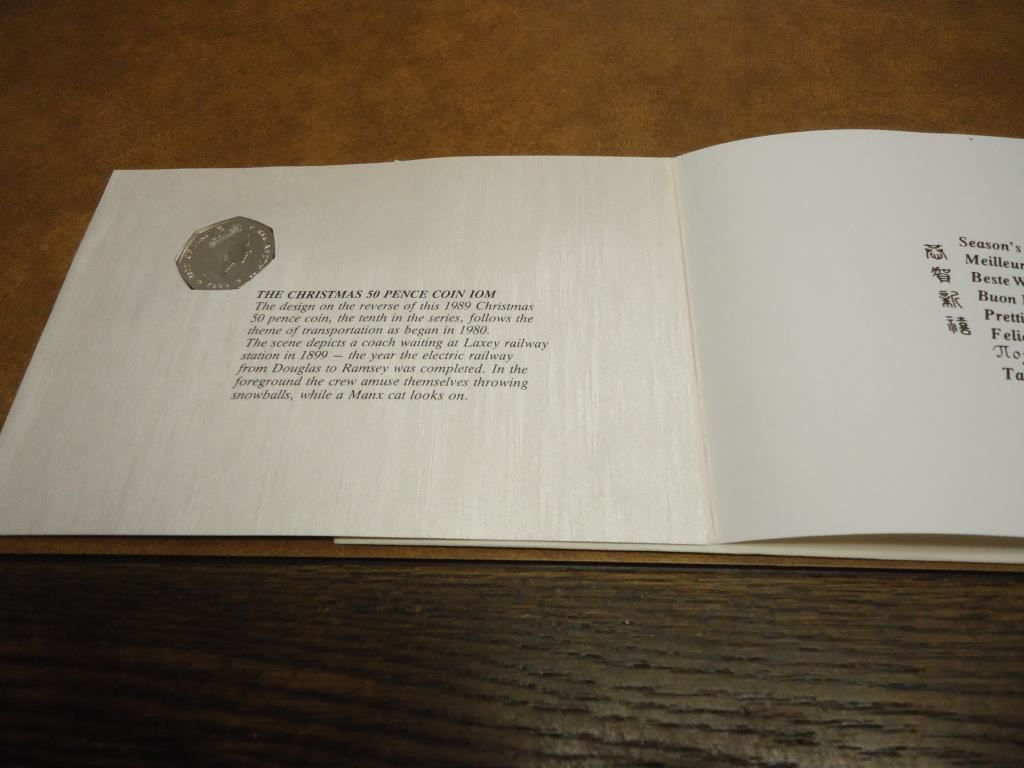 THE CHRISTMAS 50 PENCE COIN IOM
The design on the reverse of this 1989 Christmas
50 pence coin, the tenth in the series, follows the
theme of transportation as began in 1980.
The scene depicts a coach waiting at Laxey railway
station in 1899 — the year the electric railway
from Douglas to Ramsey was completed. In the
foreground the crew amuse themselves throwing
snowballs, while a Manx cat looks on.
恭賀新禧
Season's
Meilleur
Beste W
Buon
Pretti
Feli
Поз
Ta